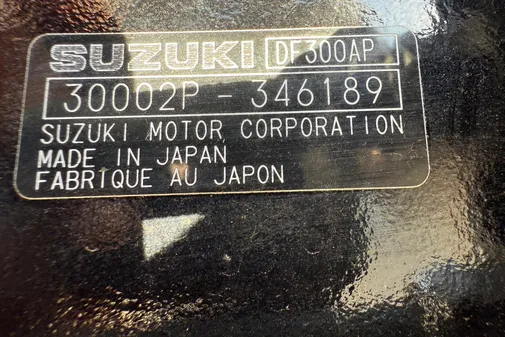 SUZUKI DF300AP
30002P - 346189
SUZUKI MOTOR CORPORATION
MADE IN JAPAN
FABRIQUE AU JAPON